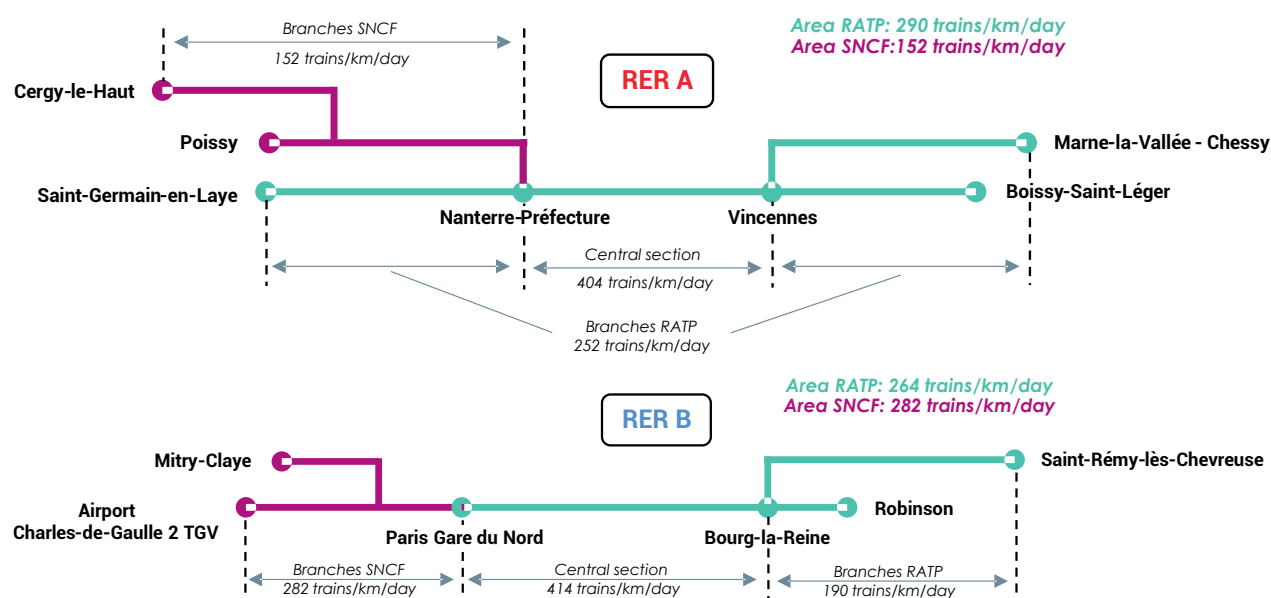 Branches SNCF
152 trains/km/day
Area RATP: 290 trains/km/day
Area SNCF:152 trains/km/day
RER A
Cergy-le-Haut
Poissy
Marne-la-Vallée - Chessy
Saint-Germain-en-Laye
Boissy-Saint-Léger
Nanterre-Préfecture
Vincennes
Central section
404 trains/km/day
Branches RATP
252 trains/km/day
Area RATP: 264 trains/km/day
Area SNCF: 282 trains/km/day
RER B
Mitry-Claye
Saint-Rémy-lès-Chevreuse
Airport
Charles-de-Gaulle 2 TGV
Robinson
Paris Gare du Nord
Bourg-la-Reine
Branches SNCF
282 trains/km/day
Central section
414 trains/km/day
Branches RATP
190 trains/km/day